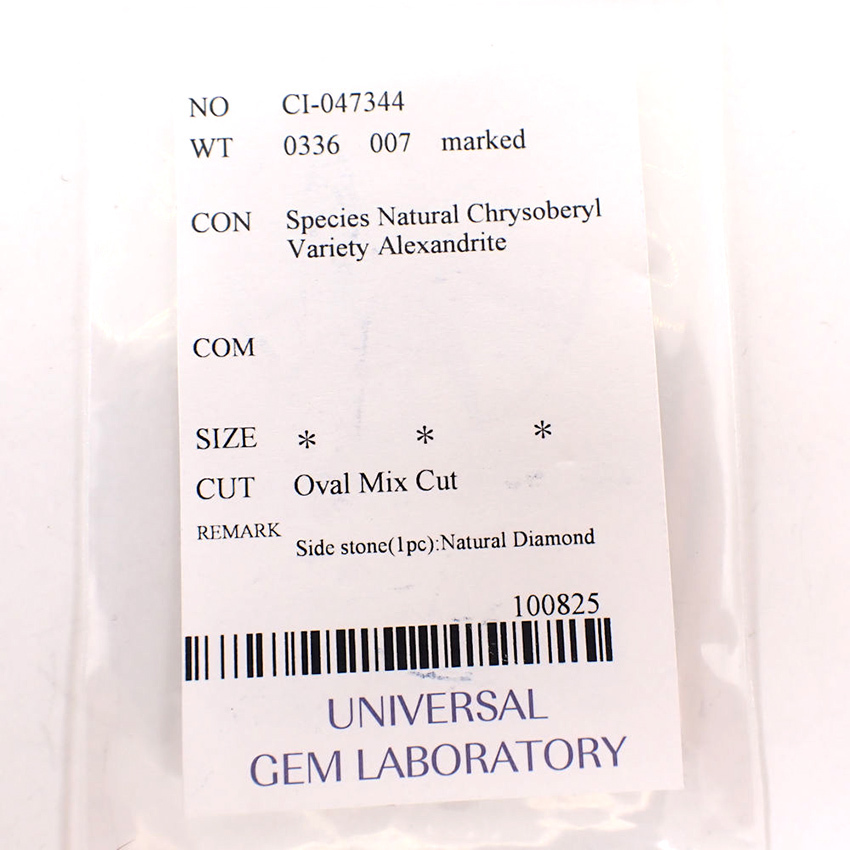 NO CI-047344
WT 0336 007 marked
CON Species Natural Chrysoberyl
Variety Alexandrite
COM
SIZE * * *
CUT Oval Mix Cut
REMARK Side stone(1pc):Natural Diamond
100825
UNIVERSAL
GEM LABORATORY